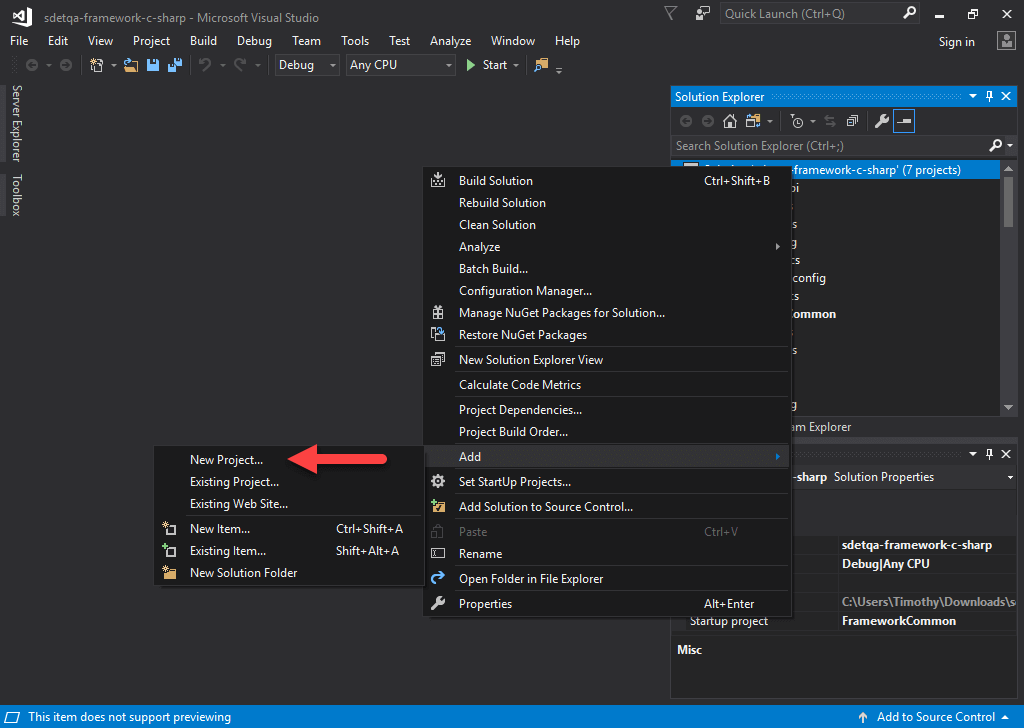 sdetqa-framework-c-sharp - Microsoft Visual Studio
Quick Launch (Ctrl+Q)
File Edit View Project Build Debug Team Tools Test Analyze Window Help
Sign in
Debug Any CPU Start
Server Explorer
Toolbox
Solution Explorer
Search Solution Explorer (Ctrl+;)
-framework-c-sharp' (7 projects)
pi
s
g
cs
config
cs
ommon
s
g
am Explorer
Build Solution Ctrl+Shift+B
Rebuild Solution
Clean Solution
Analyze
Batch Build...
Configuration Manager...
Manage NuGet Packages for Solution...
Restore NuGet Packages
New Solution Explorer View
Calculate Code Metrics
Project Dependencies...
Project Build Order...
Add
Set StartUp Projects...
Add Solution to Source Control...
Paste Ctrl+V
Rename
Open Folder in File Explorer
Properties Alt+Enter
New Project...
Existing Project...
Existing Web Site...
New Item... Ctrl+Shift+A
Existing Item... Shift+Alt+A
New Solution Folder
-sharp Solution Properties
sdetqa-framework-c-sharp
Debug|Any CPU
C:\Users\Timothy\Downloads\s
Startup project FrameworkCommon
Misc
This item does not support previewing
Add to Source Control